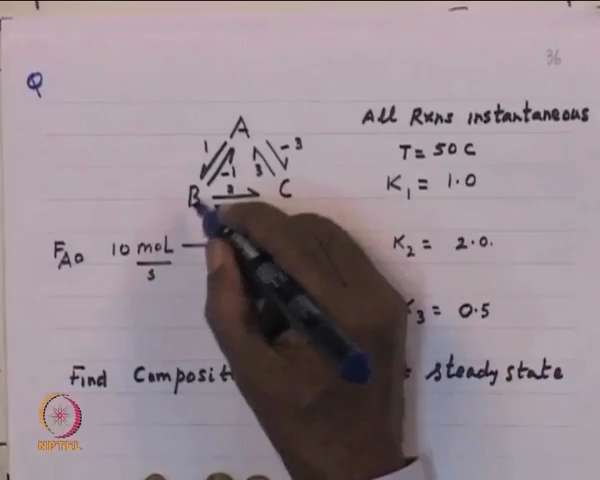 36
Q
All Rxns instantaneous
A
T = 50 C
1 -1 3 -3
K1 = 1.0
B 2 C
K2 = 2.0.
FA0 10 mol
s
K3 = 0.5
Find Composit = steady state
NPTEL